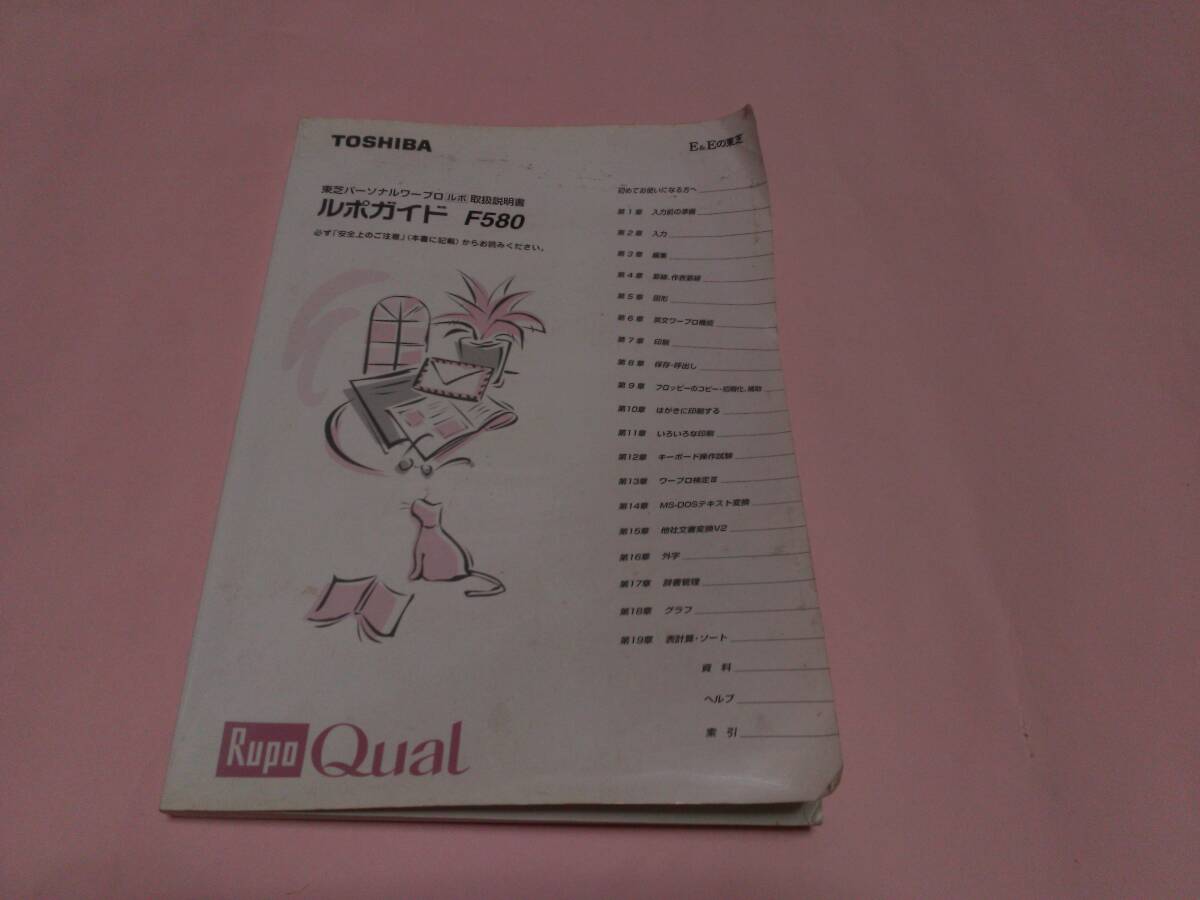 TOSHIBA
E&Eの東芝
東芝パーソナルワープロ ルポ 取扱説明書
ルポガイド F580
必ず「安全上のご注意」(本書に記載)からお読みください。
初めてお使いになる方へ
第1章 入力前の準備
第2章 入力
第3章 編集
第4章 罫線、作表罫線
第5章 図形
第6章 英文ワープロ機能
第7章 印刷
第8章 保存・呼出し
第9章 フロッピーのコピー・初期化、補助
第10章 はがきに印刷する
第11章 いろいろな印刷
第12章 キーボード操作試験
第13章 ワープロ検定Ⅲ
第14章 MS-DOSテキスト変換
第15章 他社文書変換V2
第16章 外字
第17章 辞書管理
第18章 グラフ
第19章 表計算・ソート
資料
ヘルプ
索引
Rupo Qual